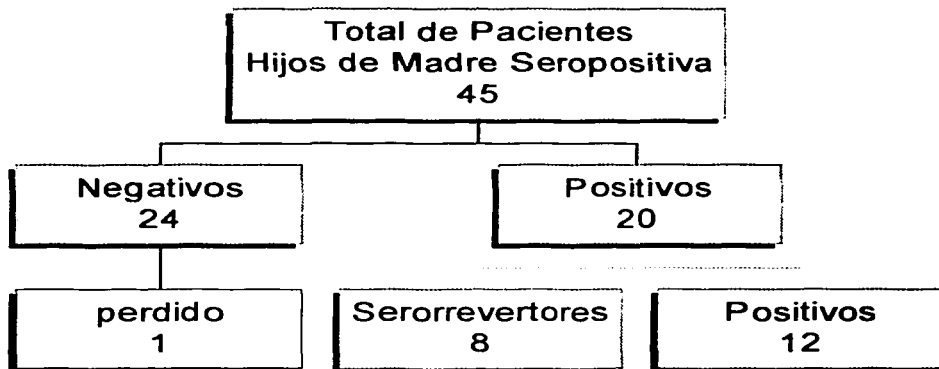 Total de Pacientes
Hijos de Madre Seropositiva
45
Negativos
24
Positivos
20
perdido
1
Serorrevertores
8
Positivos
12